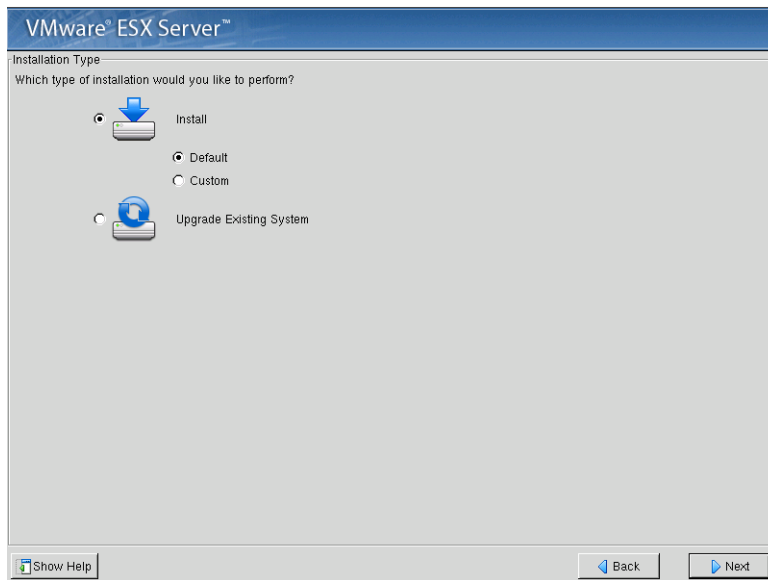 VMware® ESX Server™
Installation Type
Which type of installation would you like to perform?
Install
Default
Custom
Upgrade Existing System
Show Help
Back
Next